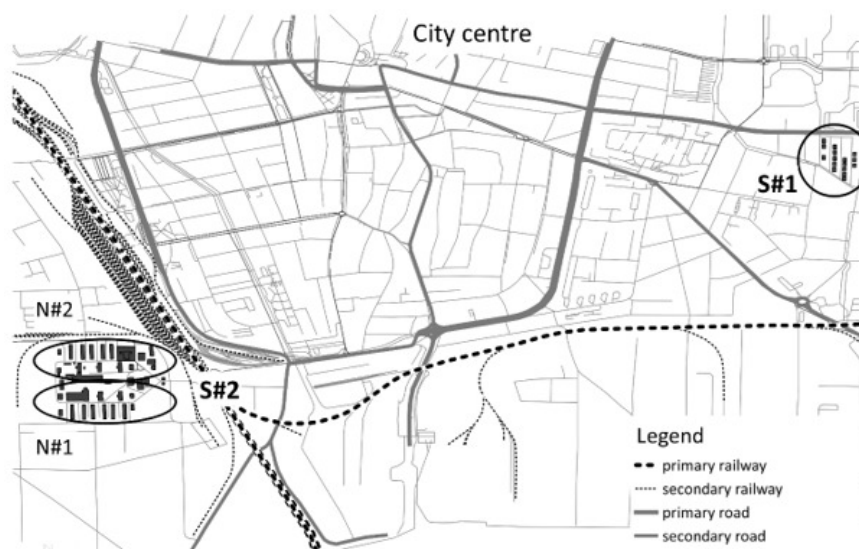 City centre
S#1
N#2
S#2
N#1
Legend
primary railway
secondary railway
primary road
secondary road